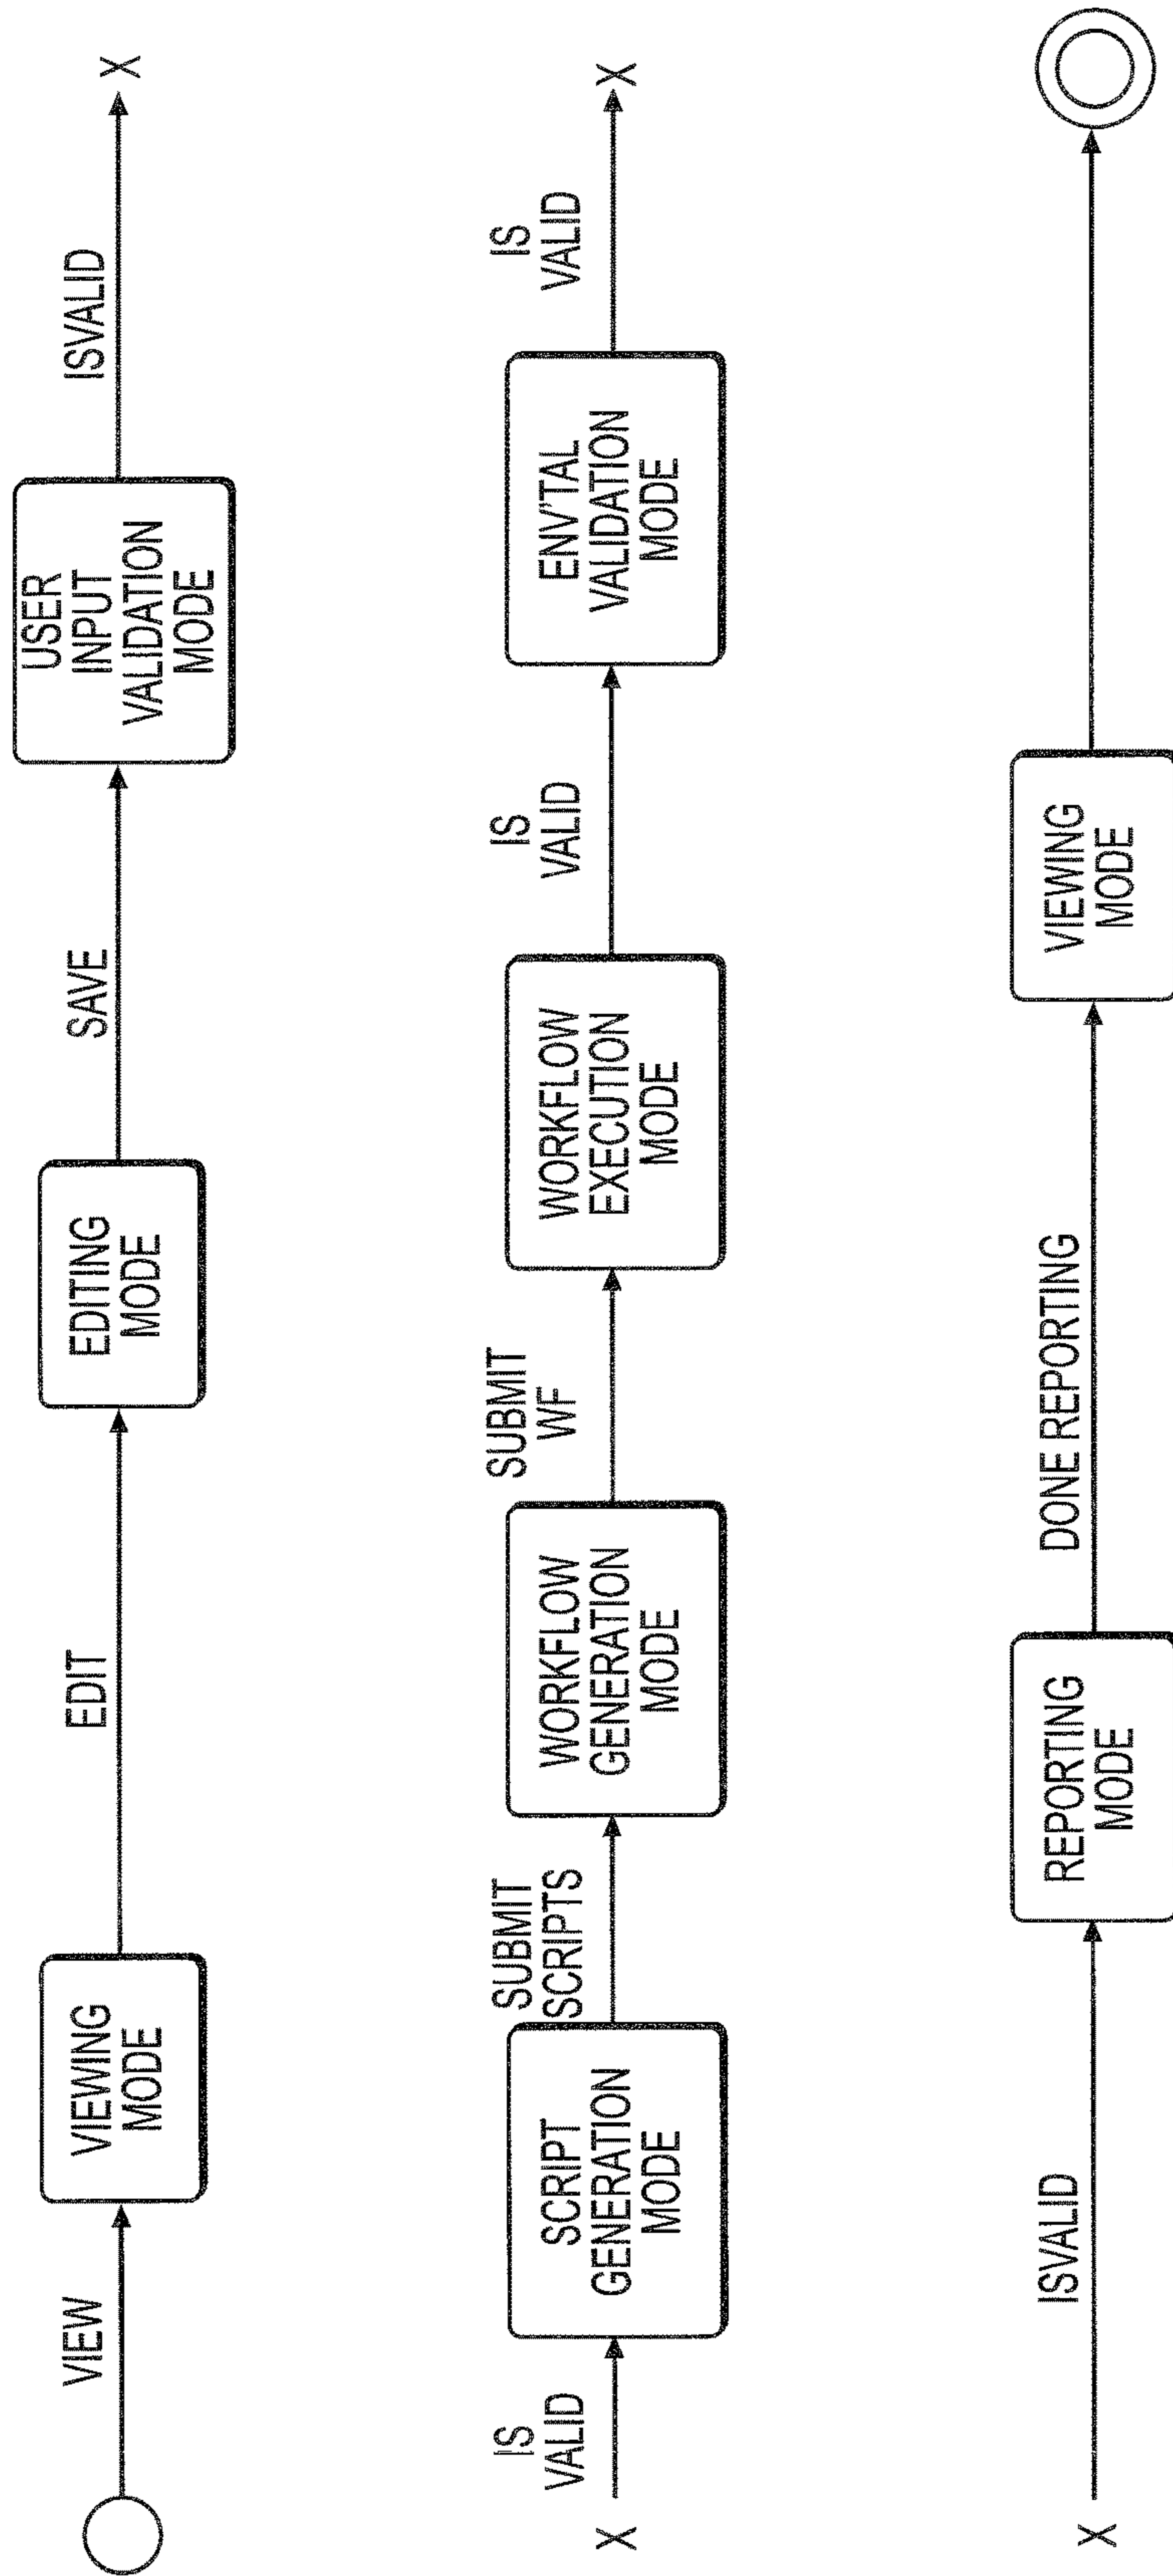 VIEW
VIEWING
MODE
EDIT
EDITING
MODE
SAVE
USER
INPUT
VALIDATION
MODE
ISVALID
X
X
IS
VALID
SCRIPT
GENERATION
MODE
SUBMIT
SCRIPTS
WORKFLOW
GENERATION
MODE
SUBMIT
WF
WORKFLOW
EXECUTION
MODE
IS
VALID
ENV'TAL
VALIDATION
MODE
IS
VALID
X
X
ISVALID
REPORTING
MODE
DONE REPORTING
VIEWING
MODE